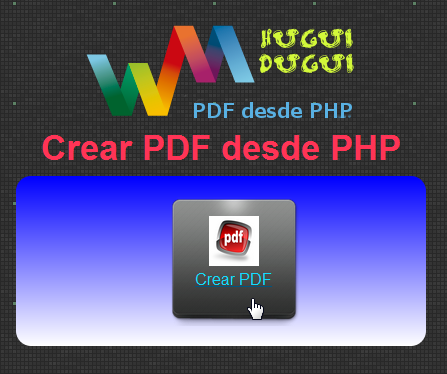 HUGUI
DUGUI
PDF desde PHP
Crear PDF desde PHP
pdf
Crear PDF